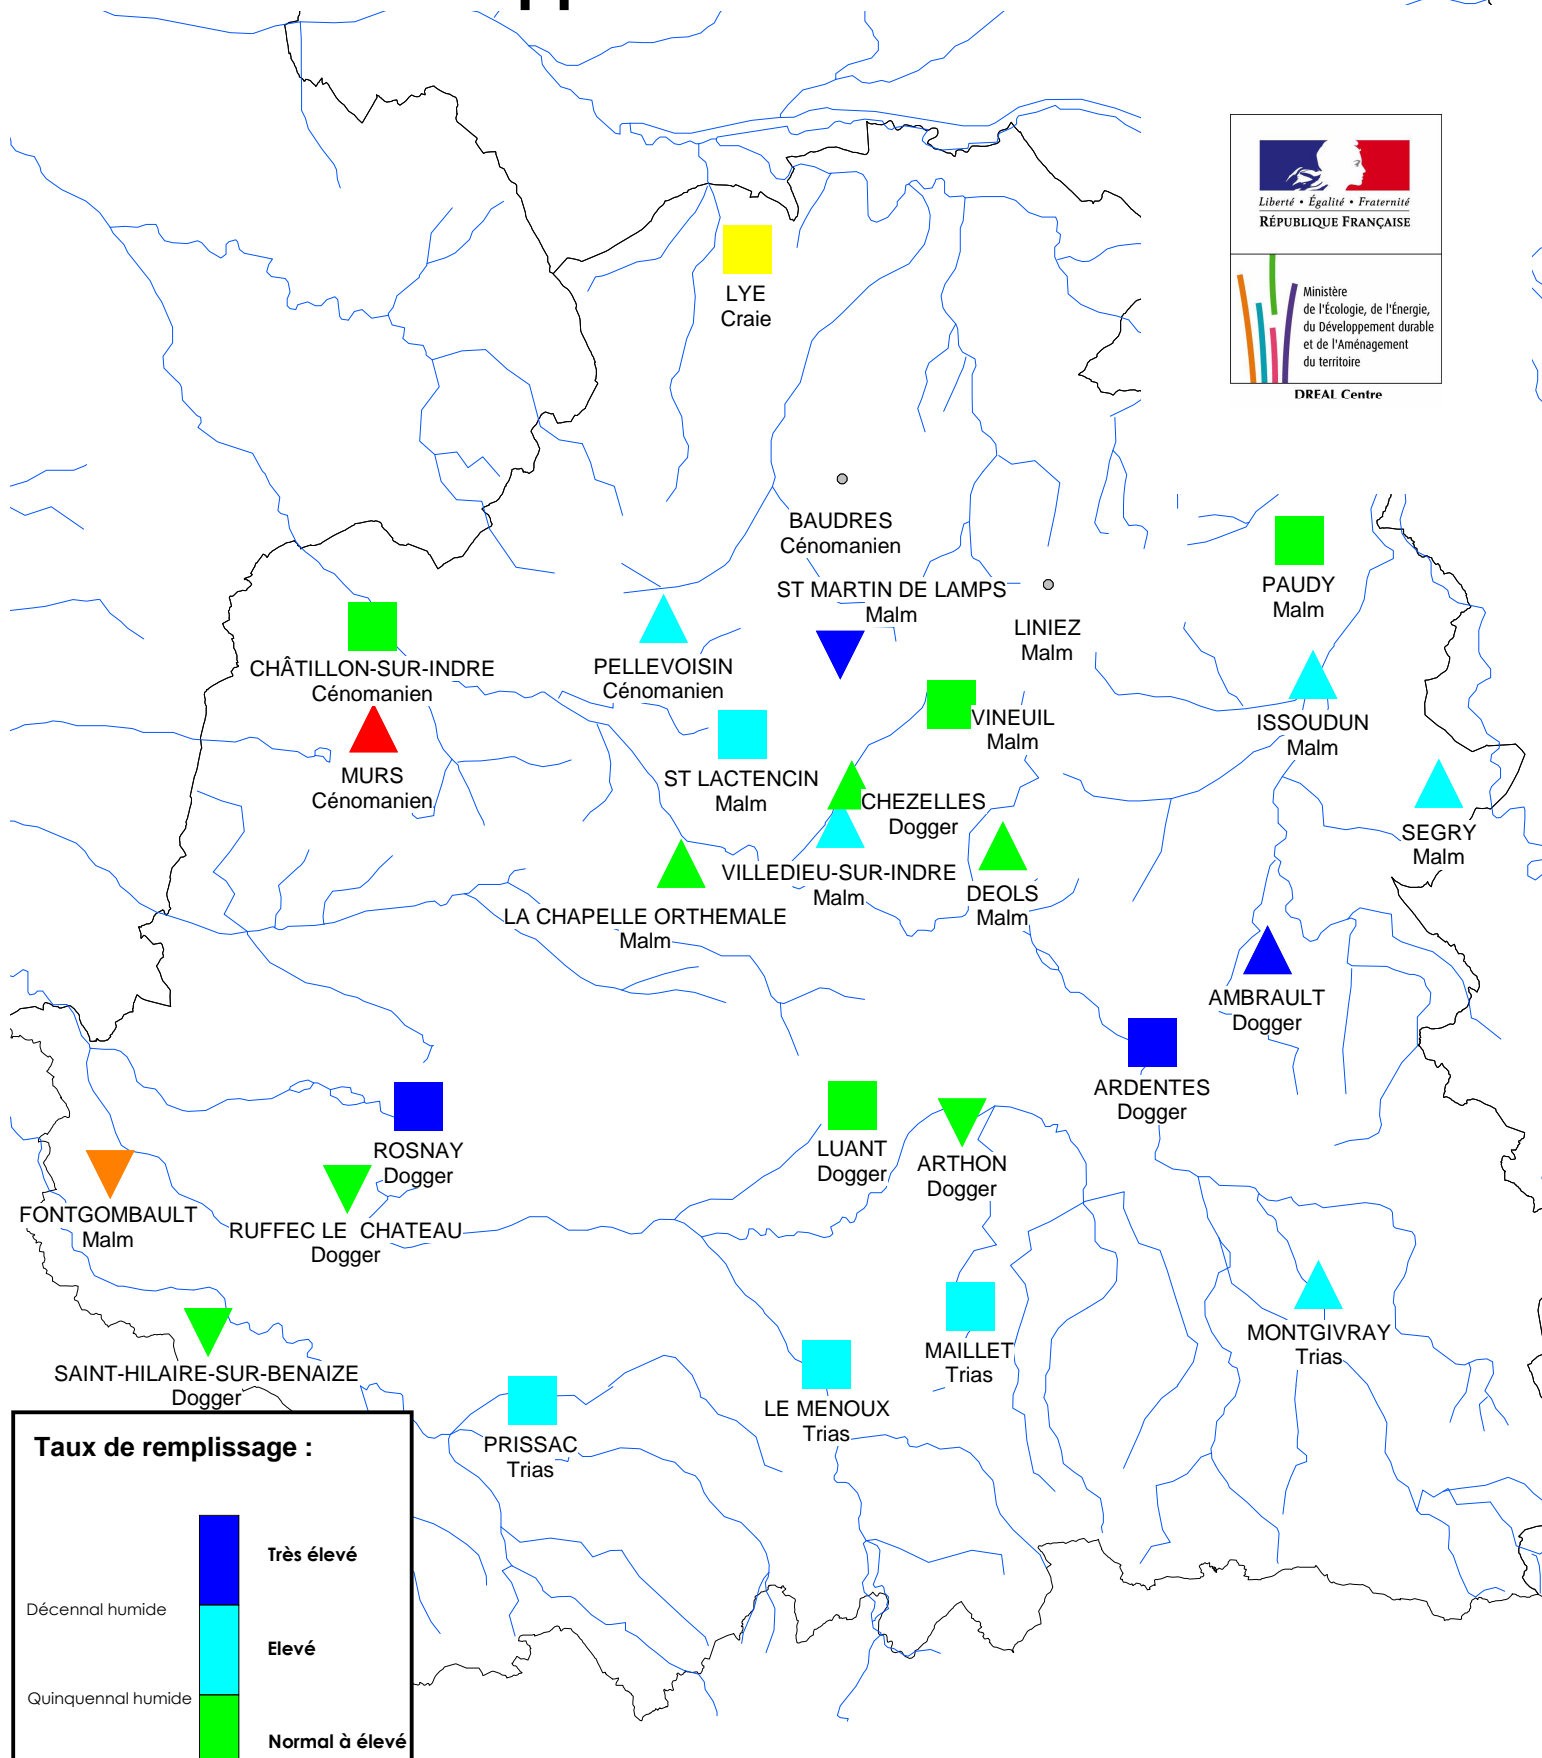 Liberté • Égalité • Fraternité
RÉPUBLIQUE FRANÇAISE
Ministère
de l'Écologie, de l'Énergie,
du Développement durable
et de l'Aménagement
du territoire
DREAL Centre
LYE
Craie
BAUDRES
Cénomanien
ST MARTIN DE LAMPS
Malm
LINIEZ
Malm
PAUDY
Malm
CHÂTILLON-SUR-INDRE
Cénomanien
PELLEVOISIN
Cénomanien
MURS
Cénomanien
ST LACTENCIN
Malm
VINEUIL
Malm
ISSOUDUN
Malm
CHEZELLES
Dogger
SEGRY
Malm
VILLEDIEU-SUR-INDRE
Malm
DEOLS
Malm
LA CHAPELLE ORTHEMALE
Malm
AMBRAULT
Dogger
ARDENTES
Dogger
ROSNAY
Dogger
LUANT
Dogger
ARTHON
Dogger
FONTGOMBAULT
Malm
RUFFEC LE CHATEAU
Dogger
MONTGIVRAY
Trias
MAILLET
Trias
SAINT-HILAIRE-SUR-BENAIZE
Dogger
LE MENOUX
Trias
PRISSAC
Trias
Taux de remplissage :
Très élevé
Décennal humide
Elevé
Quinquennal humide
Normal à élevé